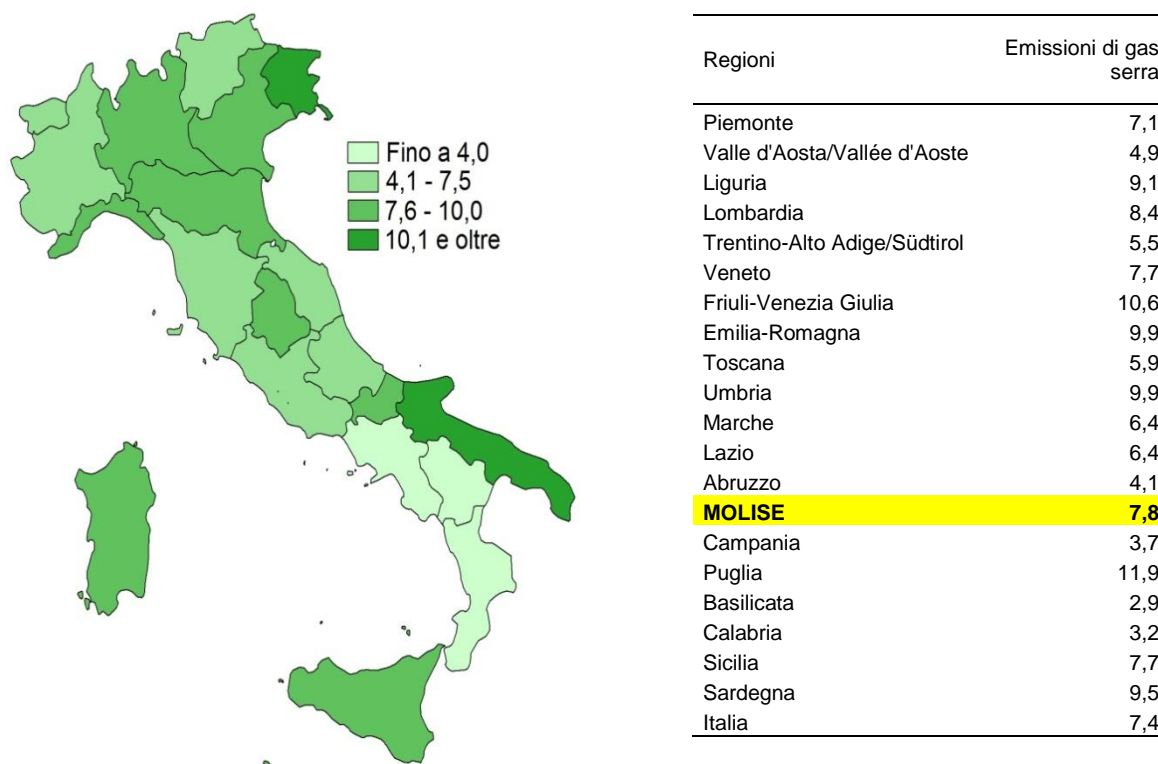 Fino a 4,0
4,1 - 7,5
7,6 - 10,0
10,1 e oltre
Regioni Emissioni di gas
serra
Piemonte 7,1
Valle d'Aosta/Vallée d'Aoste 4,9
Liguria 9,1
Lombardia 8,4
Trentino-Alto Adige/Südtirol 5,5
Veneto 7,7
Friuli-Venezia Giulia 10,6
Emilia-Romagna 9,9
Toscana 5,9
Umbria 9,9
Marche 6,4
Lazio 6,4
Abruzzo 4,1
MOLISE 7,8
Campania 3,7
Puglia 11,9
Basilicata 2,9
Calabria 3,2
Sicilia 7,7
Sardegna 9,5
Italia 7,4